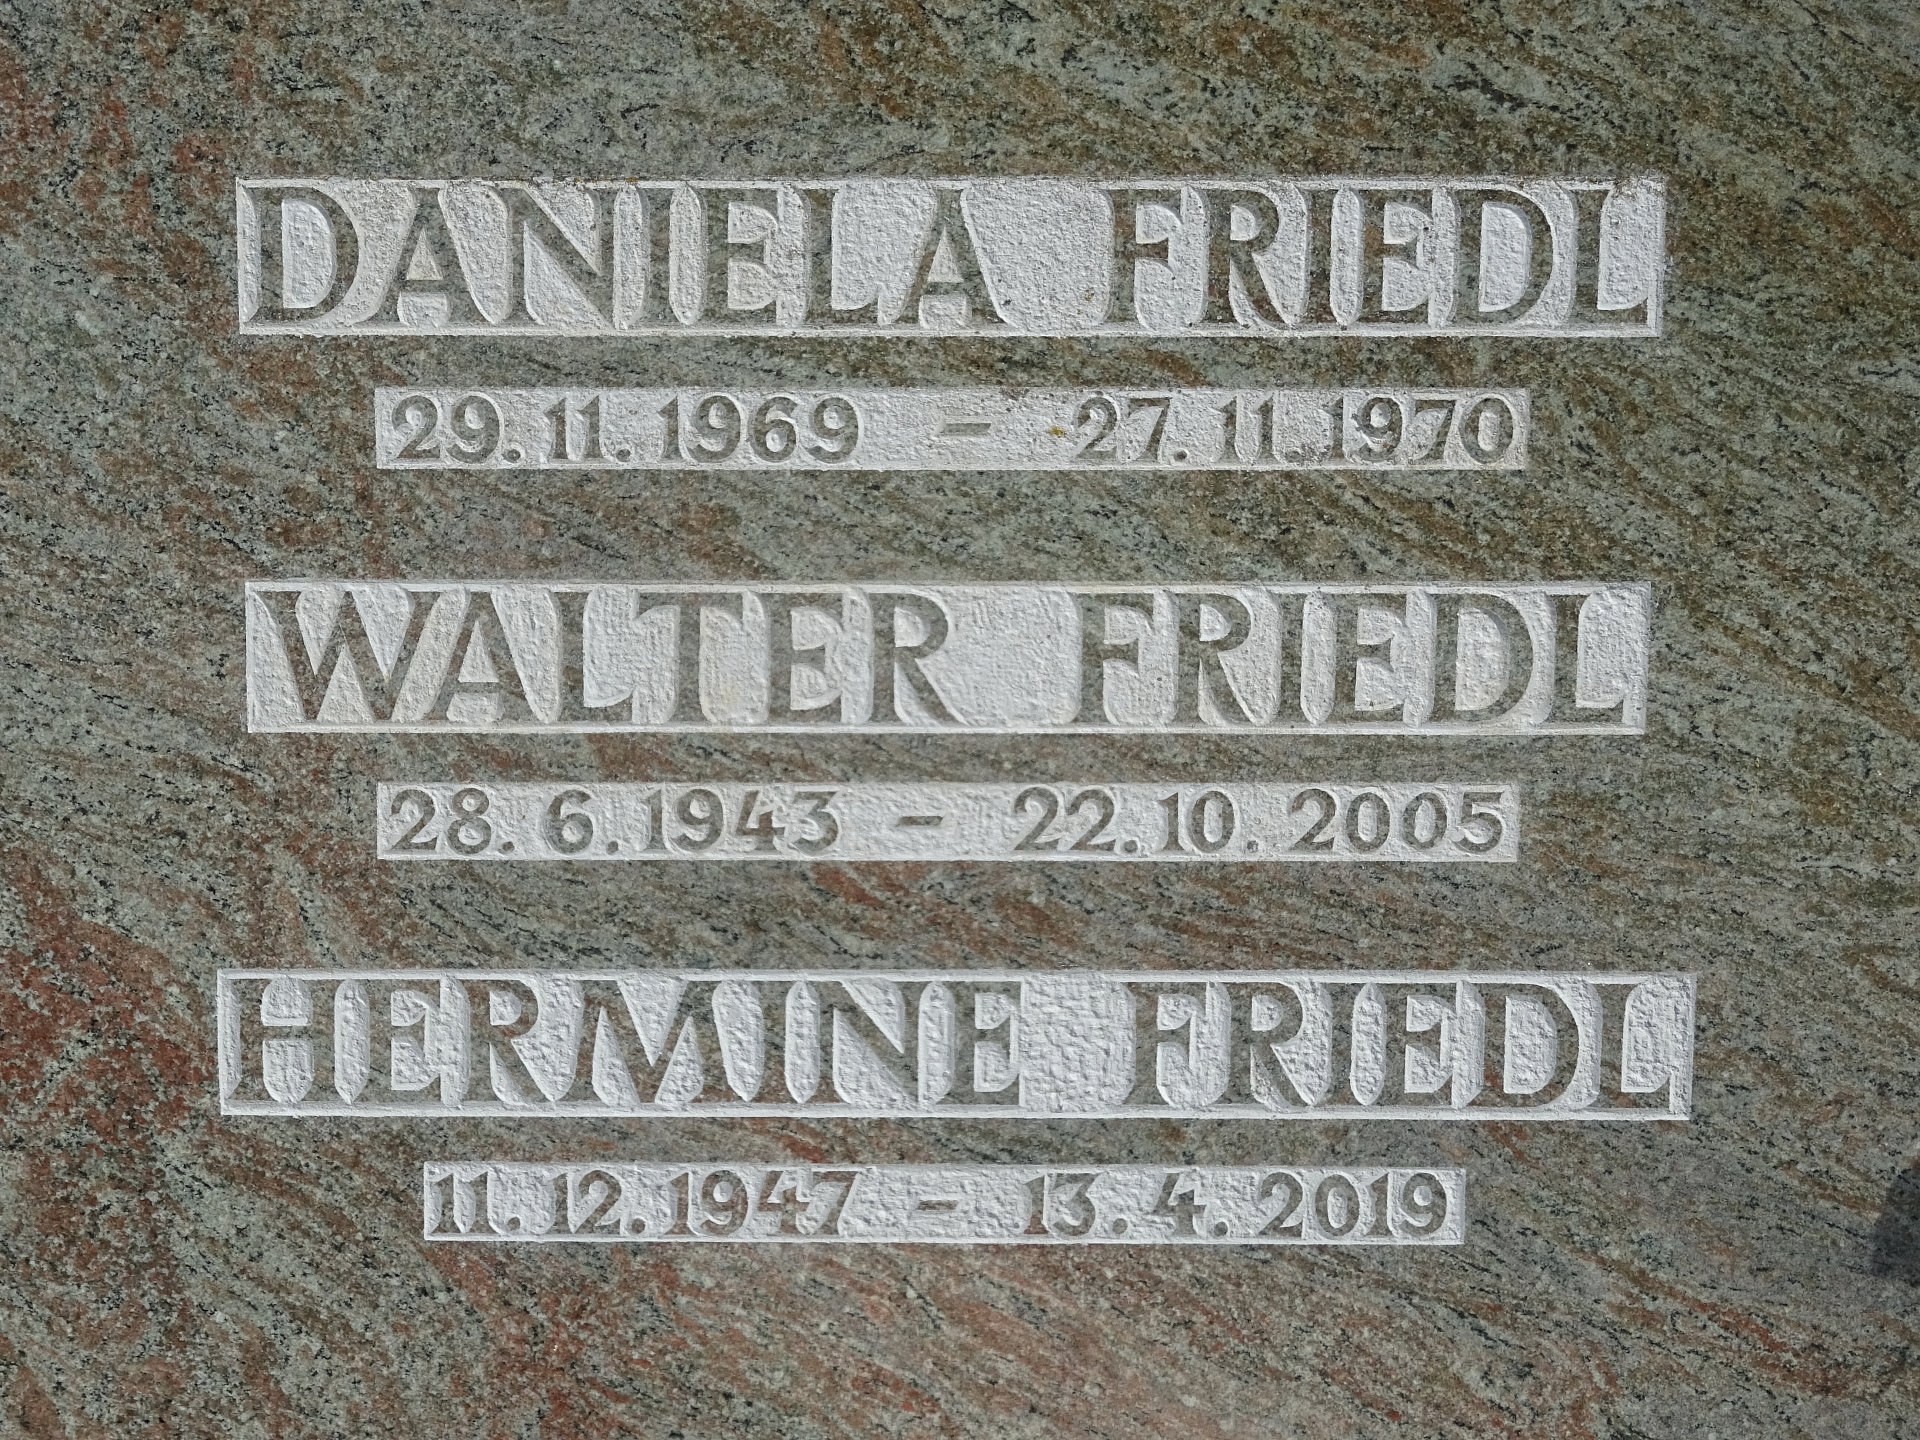 DANIELA FRIEDL
29. 11. 1969 – 27. 11. 1970
WALTER FRIEDL
28. 6. 1943 – 22. 10. 2005
HERMINE FRIEDL
11. 12. 1947 – 13. 4. 2019